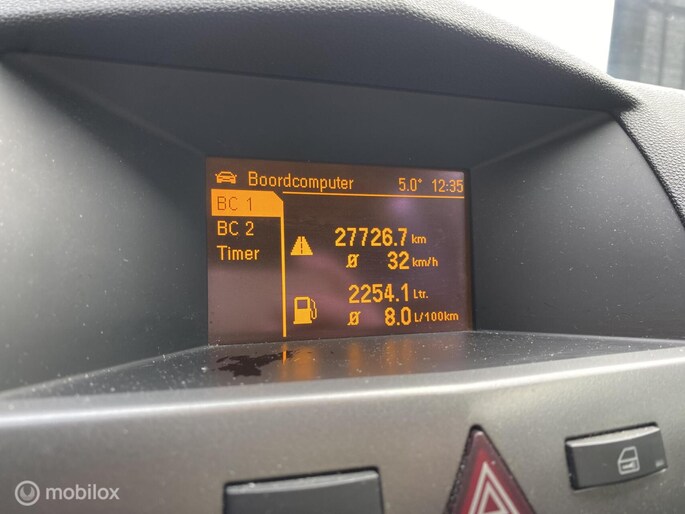 Boordcomputer 5.0° 12:35
BC 1
BC 2
Timer
27726.7 km
Ø 32 km/h
2254.1 Ltr.
Ø 8.0 L/100km
mobilox